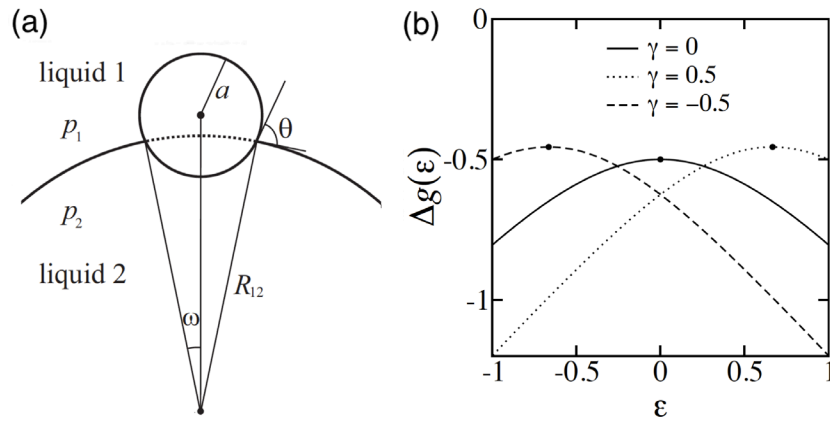 (a)
liquid 1
a
p₁
θ
p₂
liquid 2
R₁₂
ω
(b)
0
γ = 0
γ = 0.5
γ = −0.5
-0.5
Δg(ε)
-1
-1 -0.5 0 0.5 1
ε